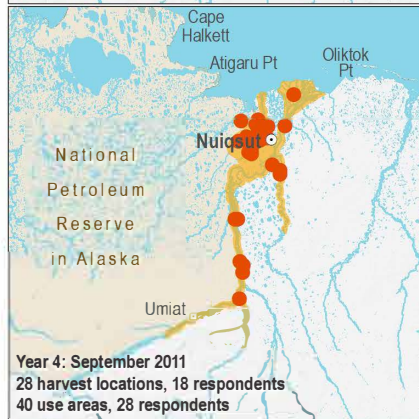 Cape
Halkett
Atigaru Pt
Oliktok
Pt
Nuiqsut
National
Petroleum
Reserve
in Alaska
Umiat
Year 4: September 2011
28 harvest locations, 18 respondents
40 use areas, 28 respondents